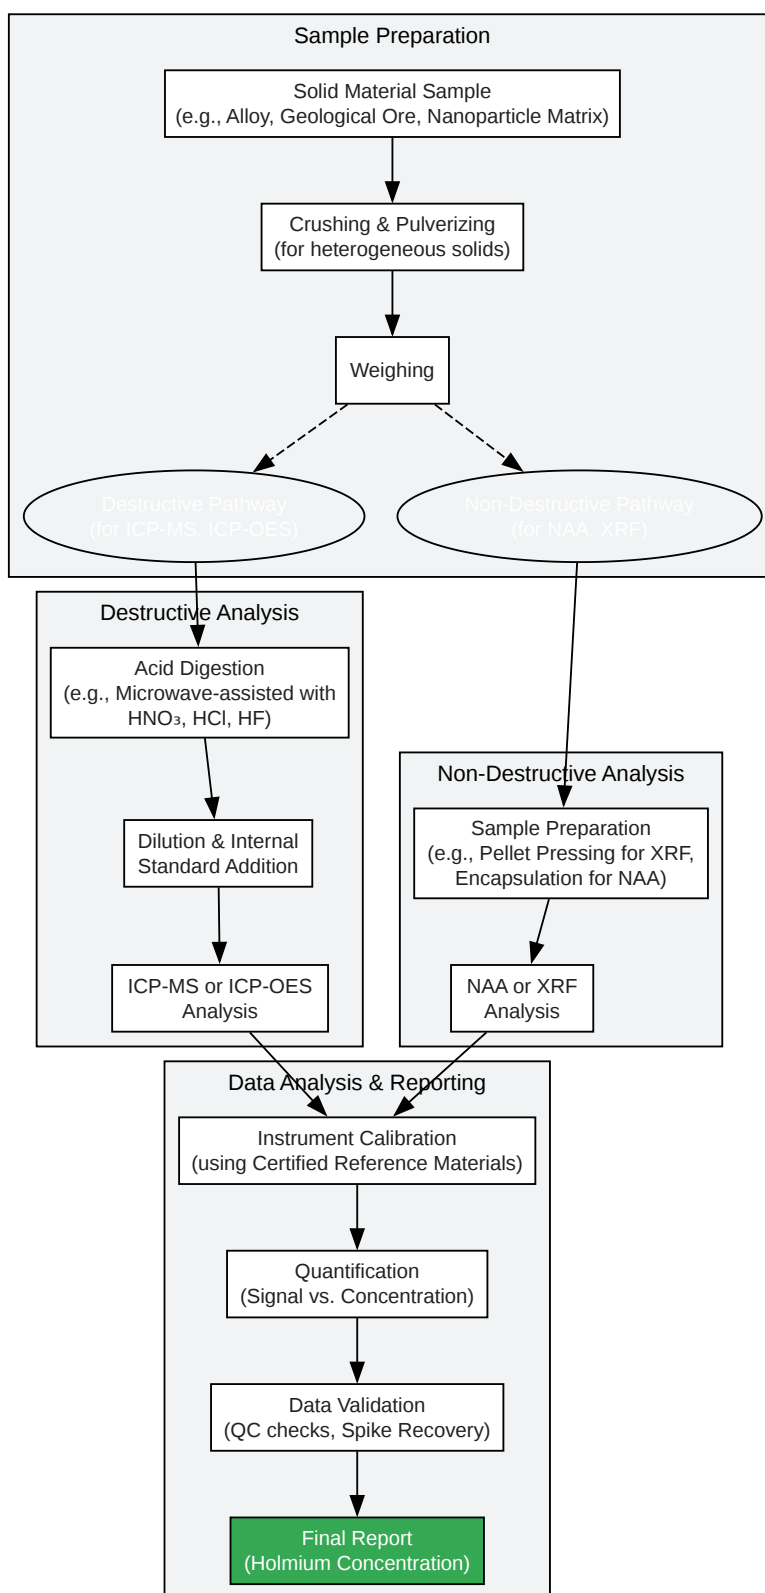 Sample Preparation
Solid Material Sample
(e.g., Alloy, Geological Ore, Nanoparticle Matrix)
Crushing & Pulverizing
(for heterogeneous solids)
Weighing
Destructive Pathway
(for ICP-MS, ICP-OES)
Non-Destructive Pathway
(for NAA, XRF)
Destructive Analysis
Acid Digestion
(e.g., Microwave-assisted with
HNO₃, HCl, HF)
Dilution & Internal
Standard Addition
ICP-MS or ICP-OES
Analysis
Non-Destructive Analysis
Sample Preparation
(e.g., Pellet Pressing for XRF,
Encapsulation for NAA)
NAA or XRF
Analysis
Data Analysis & Reporting
Instrument Calibration
(using Certified Reference Materials)
Quantification
(Signal vs. Concentration)
Data Validation
(QC checks, Spike Recovery)
Final Report
(Holmium Concentration)